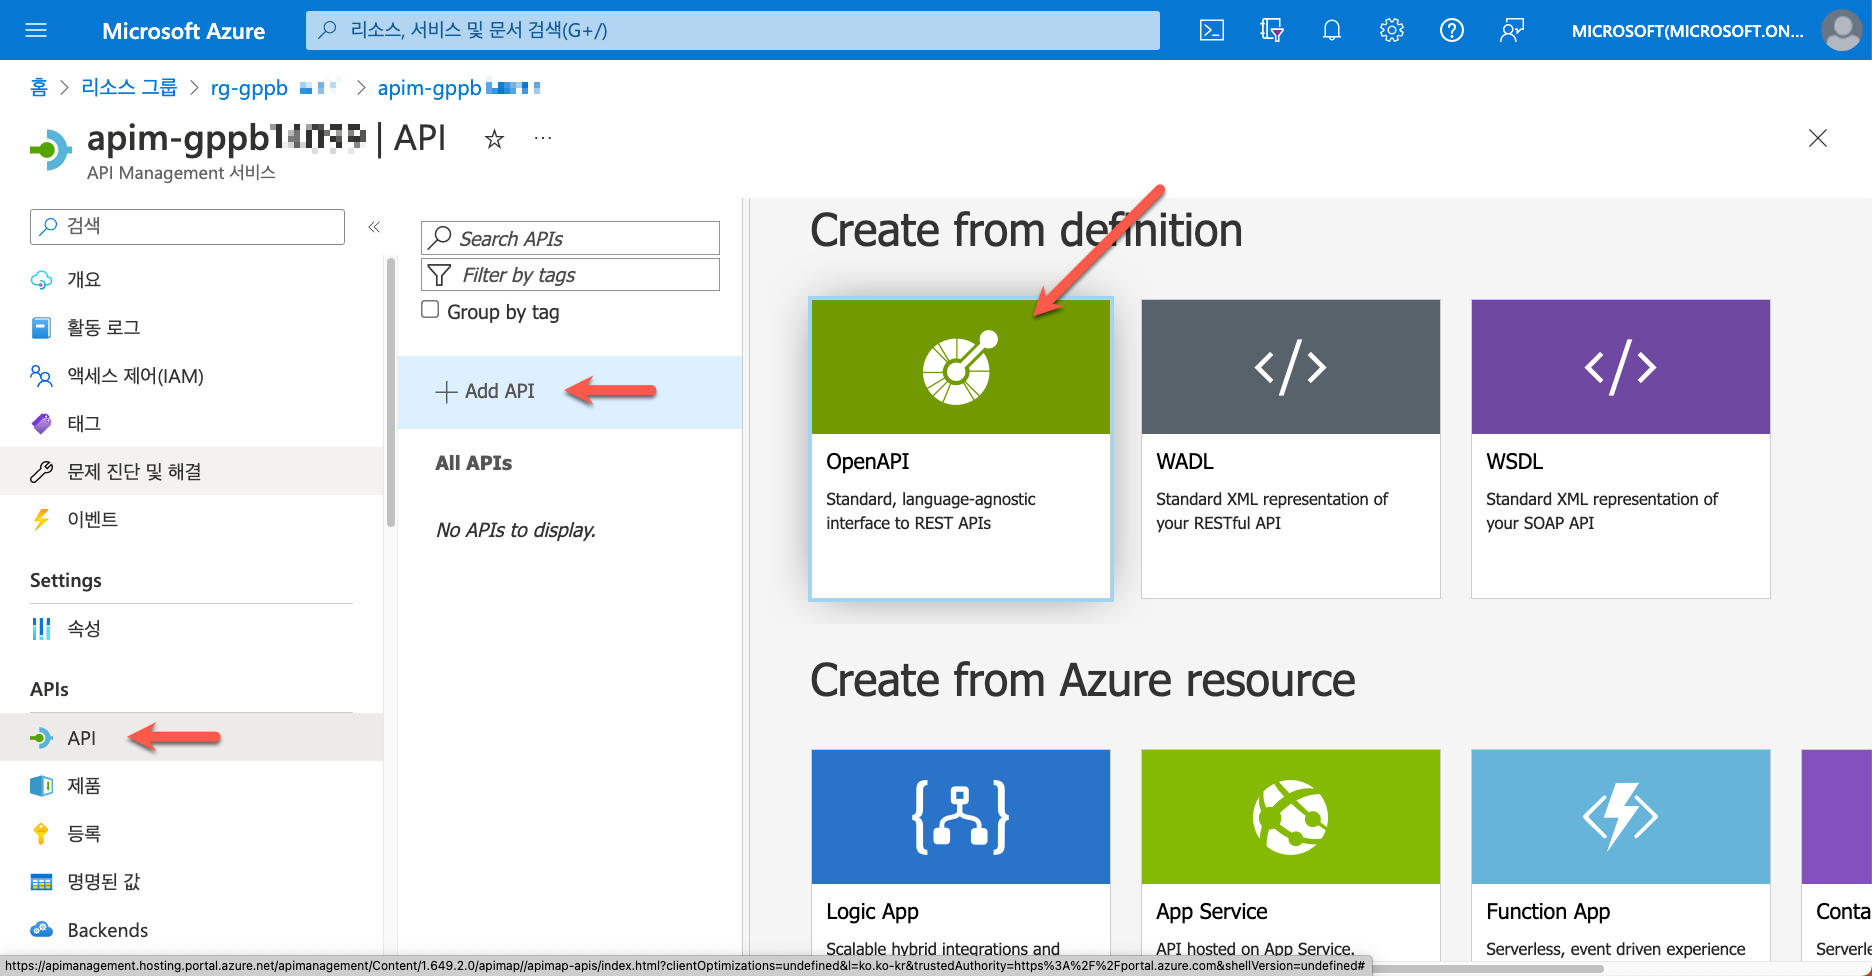 Microsoft Azure
리소스, 서비스 및 문서 검색(G+/)
MICROSOFT(MICROSOFT.ON...
홈 > 리소스 그룹 > rg-gppb > apim-gppb
apim-gppb | API
API Management 서비스
검색
개요
활동 로그
액세스 제어(IAM)
태그
문제 진단 및 해결
이벤트
Settings
속성
APIs
API
제품
등록
명명된 값
Backends
Search APIs
Filter by tags
Group by tag
Add API
All APIs
No APIs to display.
Create from definition
OpenAPI
Standard, language-agnostic
interface to REST APIs
WADL
Standard XML representation of
your RESTful API
WSDL
Standard XML representation of
your SOAP API
Create from Azure resource
Logic App
Scalable hybrid integrations and
App Service
API hosted on App Service.
Function App
Serverless, event driven experience
Conta
https://apimanagement.hosting.portal.azure.net/apimanagement/Content/1.649.2.0/apimap//apimap-apis/index.html?clientOptimizations=undefined&l=ko.ko-kr&trustedAuthority=https%3A%2F%2Fportal.azure.com&shellVersion=undefined#